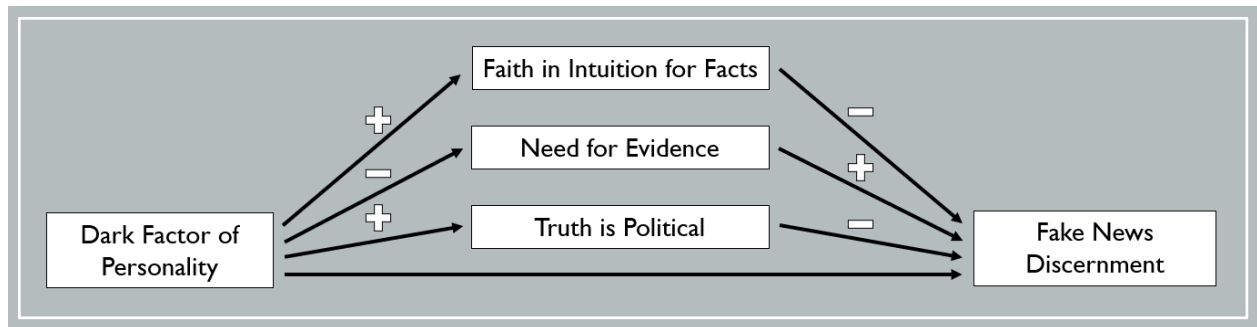 Faith in Intuition for Facts
+
−
Need for Evidence
−
+
Truth is Political
+
−
Dark Factor of
Personality
Fake News
Discernment